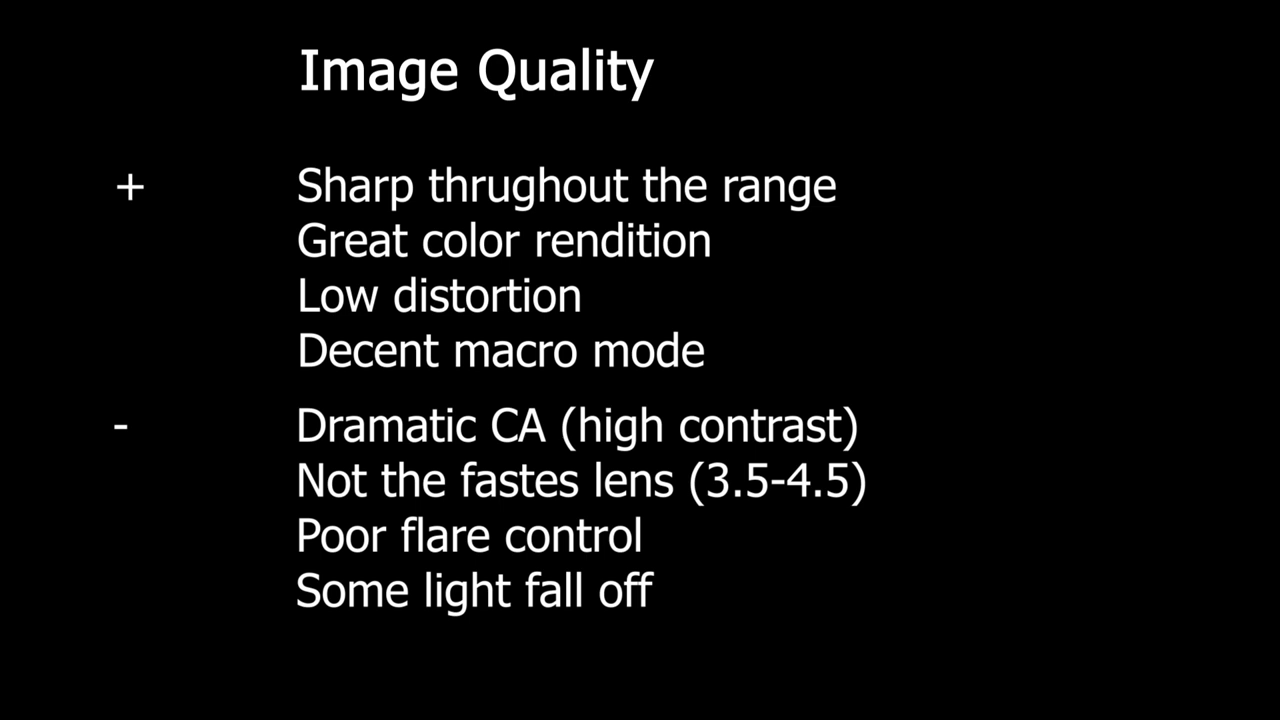 Image Quality
+ Sharp thrughout the range
Great color rendition
Low distortion
Decent macro mode
- Dramatic CA (high contrast)
Not the fastes lens (3.5-4.5)
Poor flare control
Some light fall off